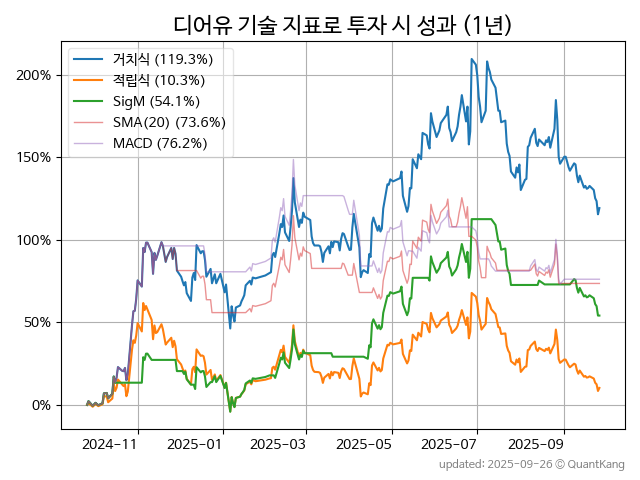 디어유 기술 지표로 투자 시 성과 (1년)
거치식 (119.3%)
적립식 (10.3%)
SigM (54.1%)
SMA(20) (73.6%)
MACD (76.2%)
200%
150%
100%
50%
0%
2024-11 2025-01 2025-03 2025-05 2025-07 2025-09
updated: 2025-09-26 © QuantKang